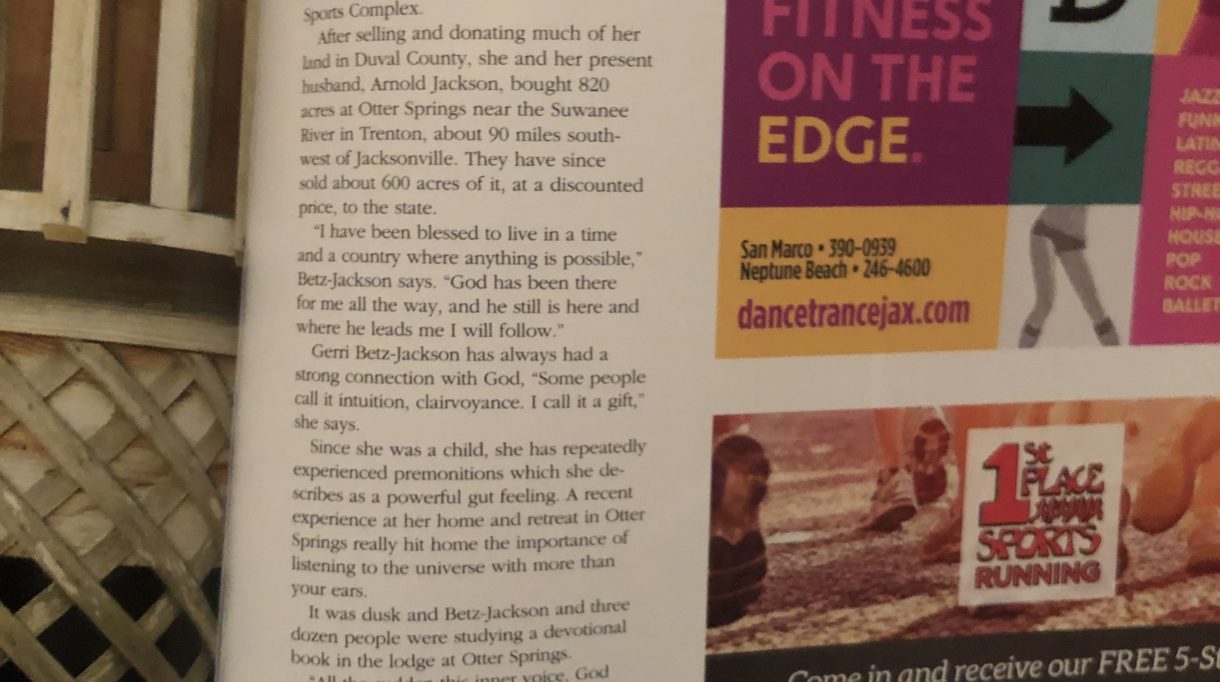 Sports Complex.
After selling and donating much of her
land in Duval County, she and her present
husband, Arnold Jackson, bought 820
acres at Otter Springs near the Suwanee
River in Trenton, about 90 miles south-
west of Jacksonville. They have since
sold about 600 acres of it, at a discounted
price, to the state.
"I have been blessed to live in a time
and a country where anything is possible,"
Betz-Jackson says. "God has been there
for me all the way, and he still is here and
where he leads me I will follow."
Gerri Betz-Jackson has always had a
strong connection with God, "Some people
call it intuition, clairvoyance. I call it a gift,"
she says.
Since she was a child, she has repeatedly
experienced premonitions which she de-
scribes as a powerful gut feeling. A recent
experience at her home and retreat in Otter
Springs really hit home the importance of
listening to the universe with more than
your ears.
It was dusk and Betz-Jackson and three
dozen people were studying a devotional
book in the lodge at Otter Springs.
this inner voice, God
FITNESS
ON THE
EDGE.
San Marco • 390-0939
Neptune Beach • 246-4600
dancetrancejax.com
D
JAZZ
FUNK
LATIN
REGG
STREE
HIP-HO
HOUSE
POP
ROCK
BALLET
1st
PLACE
SPORTS
RUNNING
Come in and receive our FREE 5-St